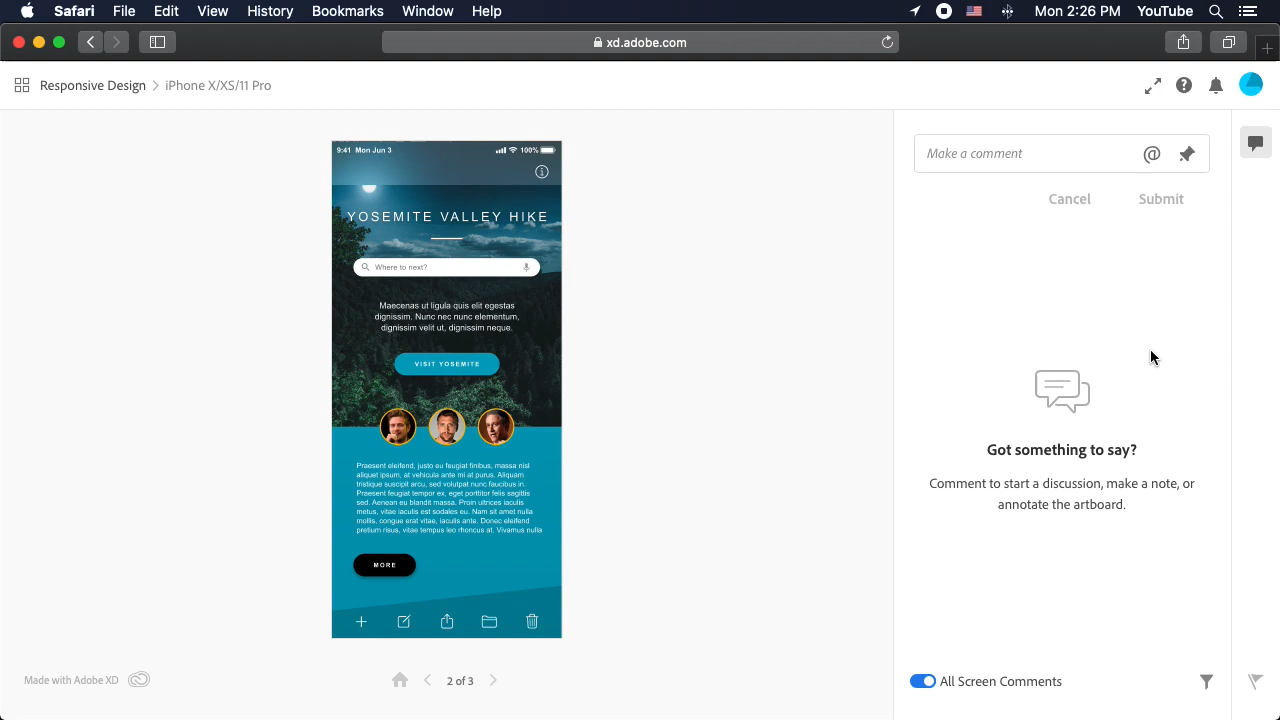 Safari File Edit View History Bookmarks Window Help Mon 2:26 PM YouTube
xd.adobe.com
Responsive Design iPhone X/XS/11 Pro
9:41 Mon Jun 3 100%
YOSEMITE VALLEY HIKE
Where to next?
Maecenas ut ligula quis elit egestas
dignissim. Nunc nec nunc elementum,
dignissim velit ut, dignissim neque.
VISIT YOSEMITE
Praesent eleifend, justo eu feugiat finibus, massa nisl
aliquet ipsum, at vehicula ante mi at purus. Aliquam
tristique suscipit arcu, sed volutpat nunc faucibus in.
Praesent feugiat tempor ex, eget porttitor felis sagittis
sed. Aenean eu blandit massa. Proin ultrices iaculis
metus, vitae iaculis est sodales eu. Nam sit amet nulla
mollis, congue erat vitae, iaculis ante. Donec eleifend
pretium risus, vitae tempus leo rhoncus at. Vivamus nulla
MORE
Made with Adobe XD
2 of 3
Make a comment @
Cancel Submit
Got something to say?
Comment to start a discussion, make a note, or
annotate the artboard.
All Screen Comments